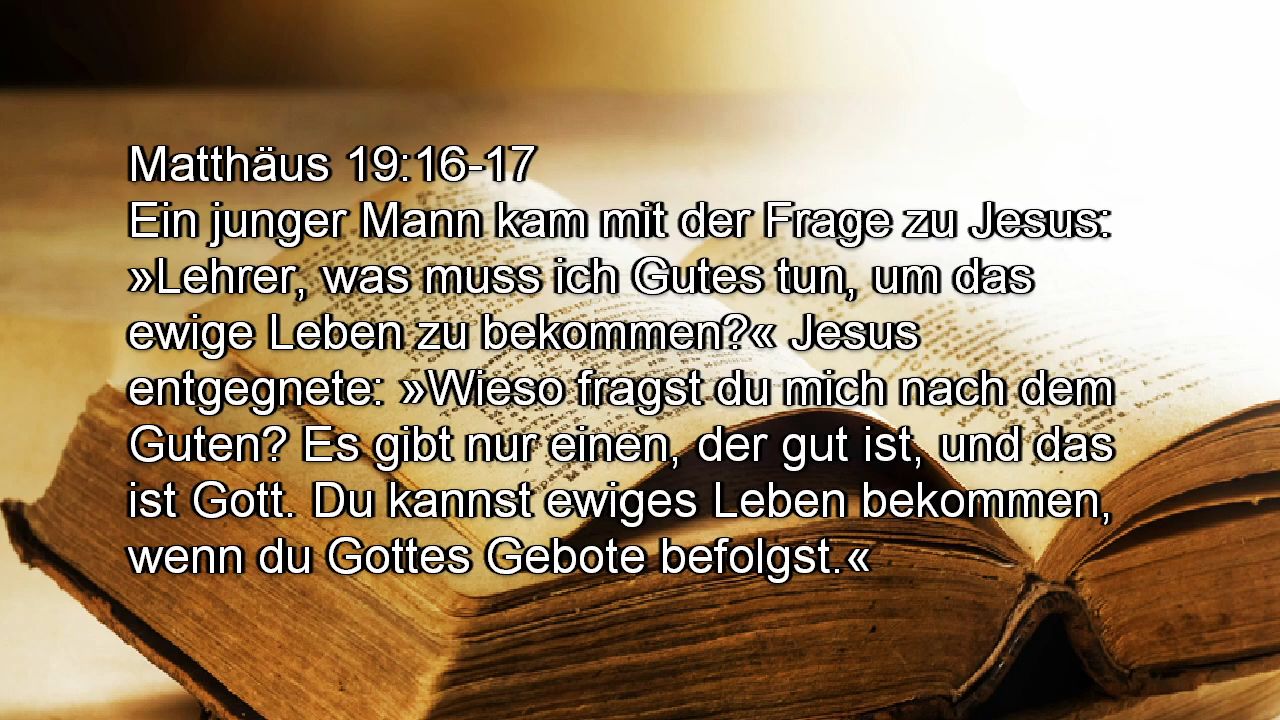 Matthäus 19:16-17
Ein junger Mann kam mit der Frage zu Jesus:
»Lehrer, was muss ich Gutes tun, um das
ewige Leben zu bekommen?« Jesus
entgegnete: »Wieso fragst du mich nach dem
Guten? Es gibt nur einen, der gut ist, und das
ist Gott. Du kannst ewiges Leben bekommen,
wenn du Gottes Gebote befolgst.«